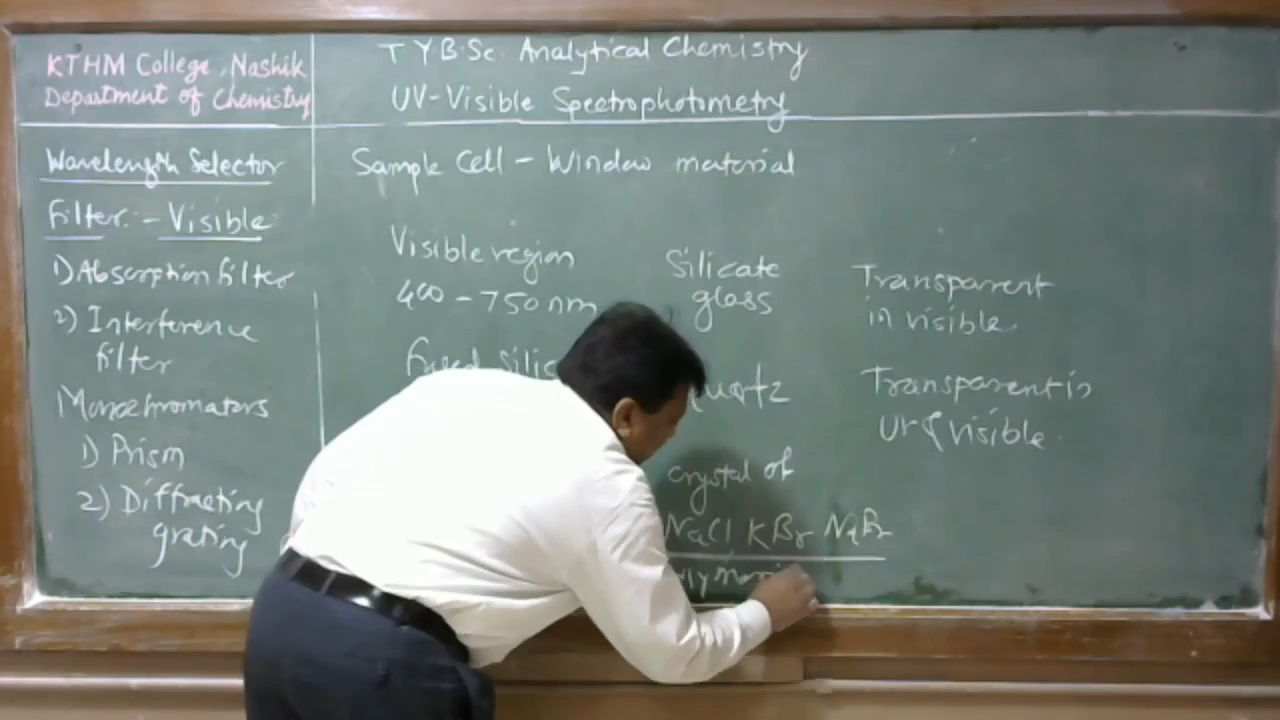 KTHM College, Nashik
Department of Chemistry
T Y B.Sc. Analytical Chemistry
UV-Visible Spectrophotometry
Wavelength Selector
Filter:- Visible
1) Absorption filter
2) Interference
filter
Monochromators
1) Prism
2) Diffracting
grating
Sample Cell - Window material
Visible region
400 - 750 nm
Silicate
glass
Transparent
in visible
Fused Silic
uartz
Transparent in
UV & visible.
crystal of
NaCl KBr NaBr